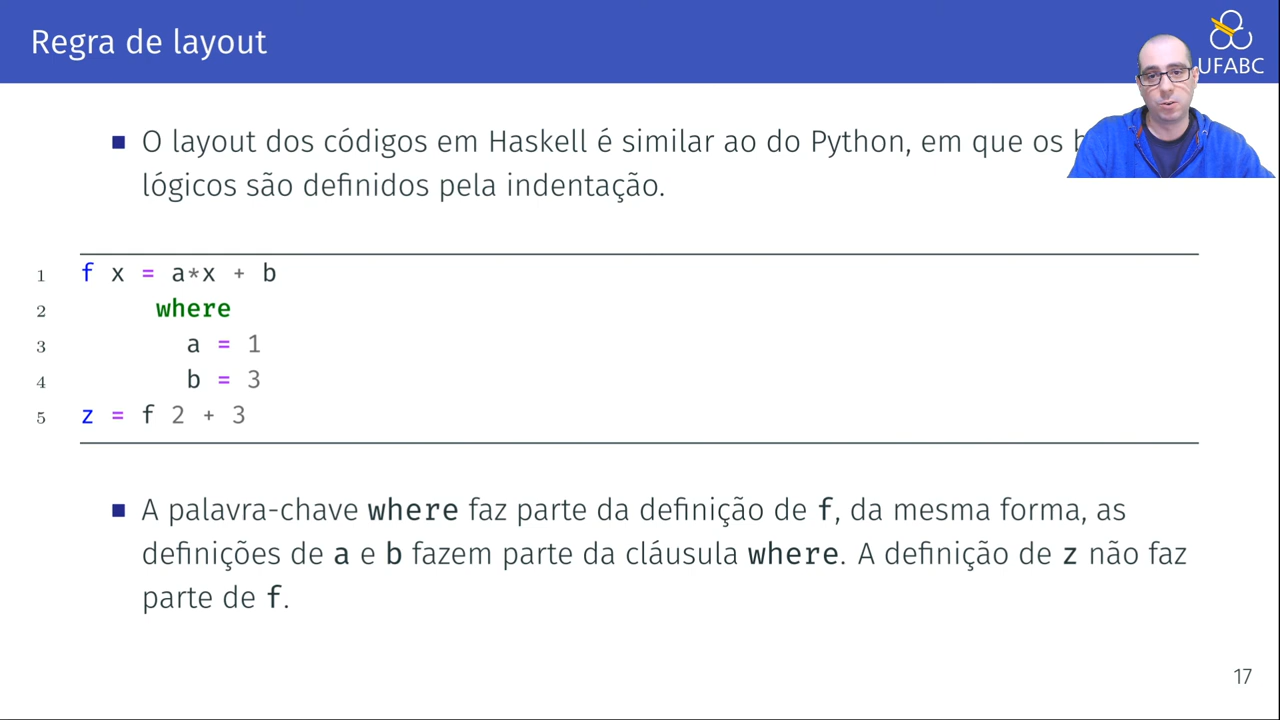 Regra de layout
UFABC
■ O layout dos códigos em Haskell é similar ao do Python, em que os
lógicos são definidos pela indentação.
1 f x = a*x + b
2 where
3 a = 1
4 b = 3
5 z = f 2 + 3
■ A palavra-chave where faz parte da definição de f, da mesma forma, as
definições de a e b fazem parte da cláusula where. A definição de z não faz
parte de f.
17